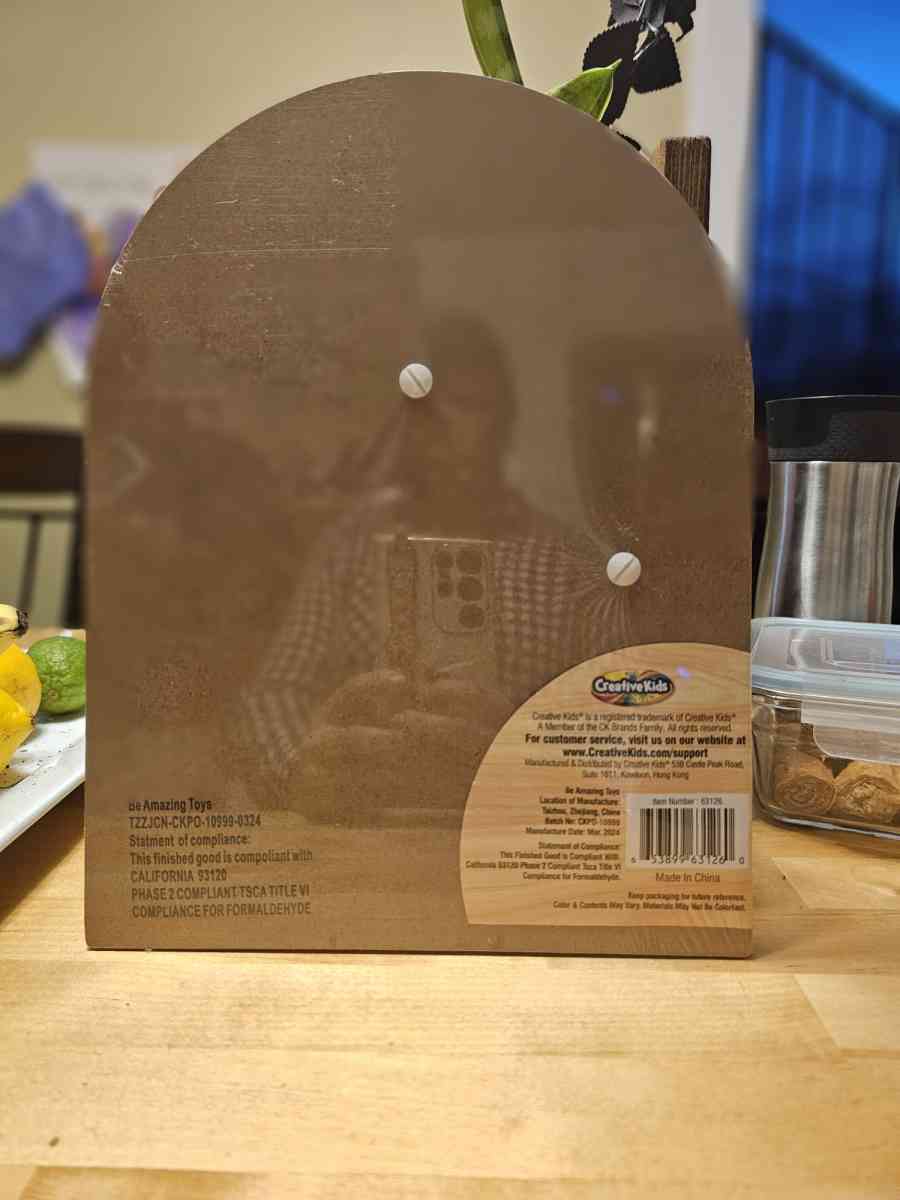 Be Amazing Toys
TZZJCN-CKPO-10999-0324
Statment of compliance:
This finished good is compoliant with
CALIFORNIA 93120
PHASE 2 COMPLIANT TSCA TITLE VI
COMPLIANCE FOR FORMALDEHYDE
Creative Kids
Creative Kids® is a registered trademark of Creative Kids®
A Member of the CK Brands Family. All rights reserved.
For customer service, visit us on our website at
www.CreativeKids.com/support
Manufactured & Distributed by Creative Kids® 538 Castle Peak Road,
Suite 1611, Kowloon, Hong Kong
Be Amazing Toys
Location of Manufacture:
Taizhou, Zhejiang, China
Batch Nr: CKPO-10999
Manufacture Date: Mar. 2024
Statement of Compliance:
This Finished Good is Compliant With
California 93120 Phase 2 Compliant Tsca Title VI
Compliance for Formaldehyde.
Item Number: 63126
6 53899 63126 0
Made In China
Keep packaging for future reference.
Color & Contents May Vary. Materials May Not Be Colorfast.